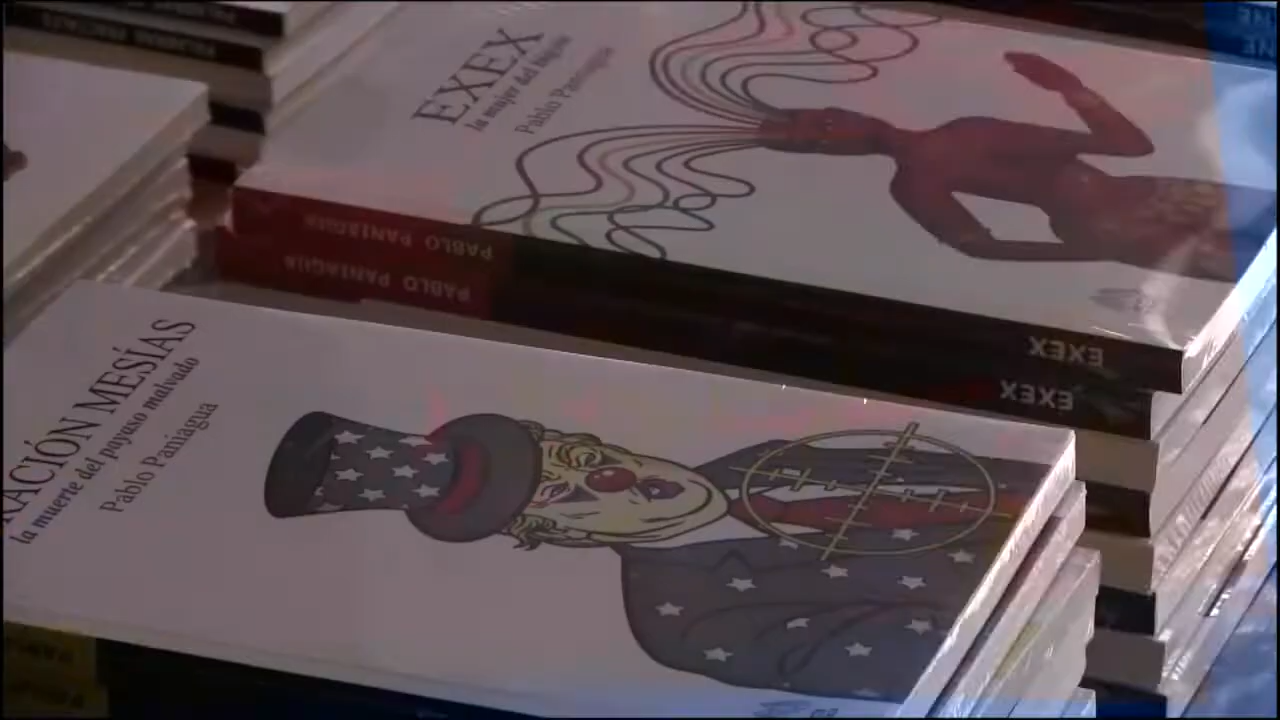 EXEX
la mujer del bigote
Pablo Paniagua
PABLO PANIAGUA
PABLO PANIAGUA
EXEX
EXEX
RACIÓN MESÍAS
la muerte del payaso malvado
Pablo Paniagua